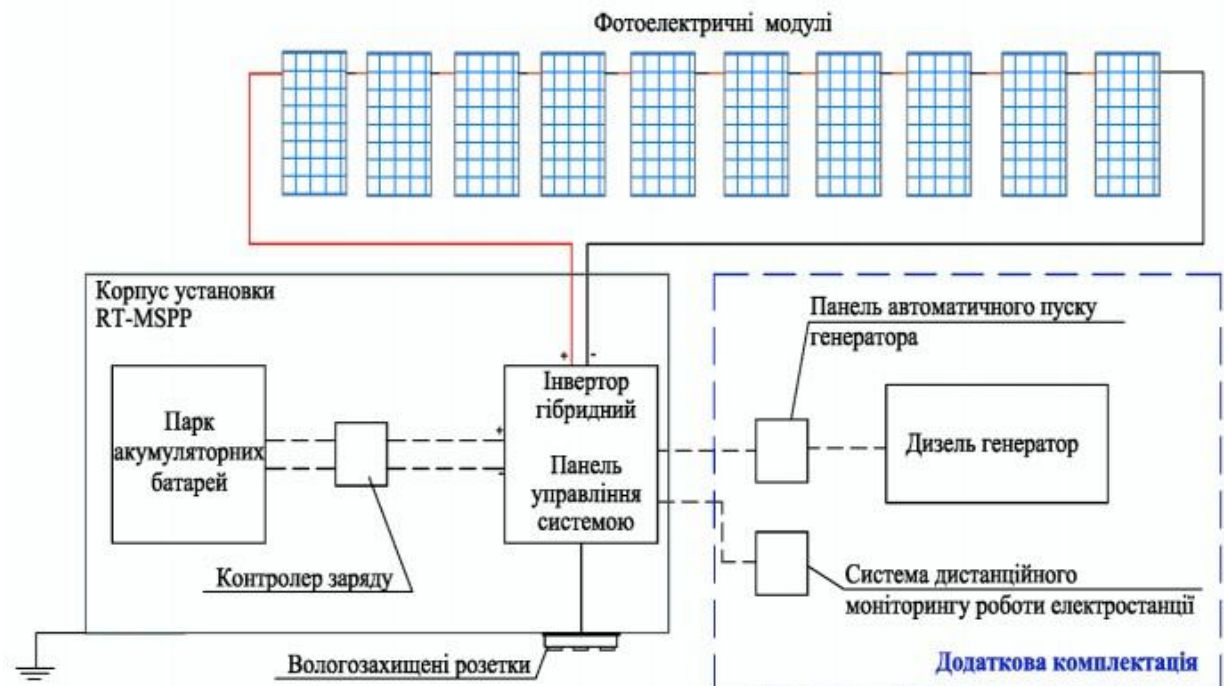 Фотоелектричні модулі
Корпус установки
RT-MSPP
Панель автоматичного пуску
генератора
+ -
Інвертор
гібридний
Парк
акумуляторних
батарей
+
-
Панель
управління
системою
Дизель генератор
Контролер заряду
Система дистанційного
моніторингу роботи електростанції
Вологозахищені розетки
Додаткова комплектація